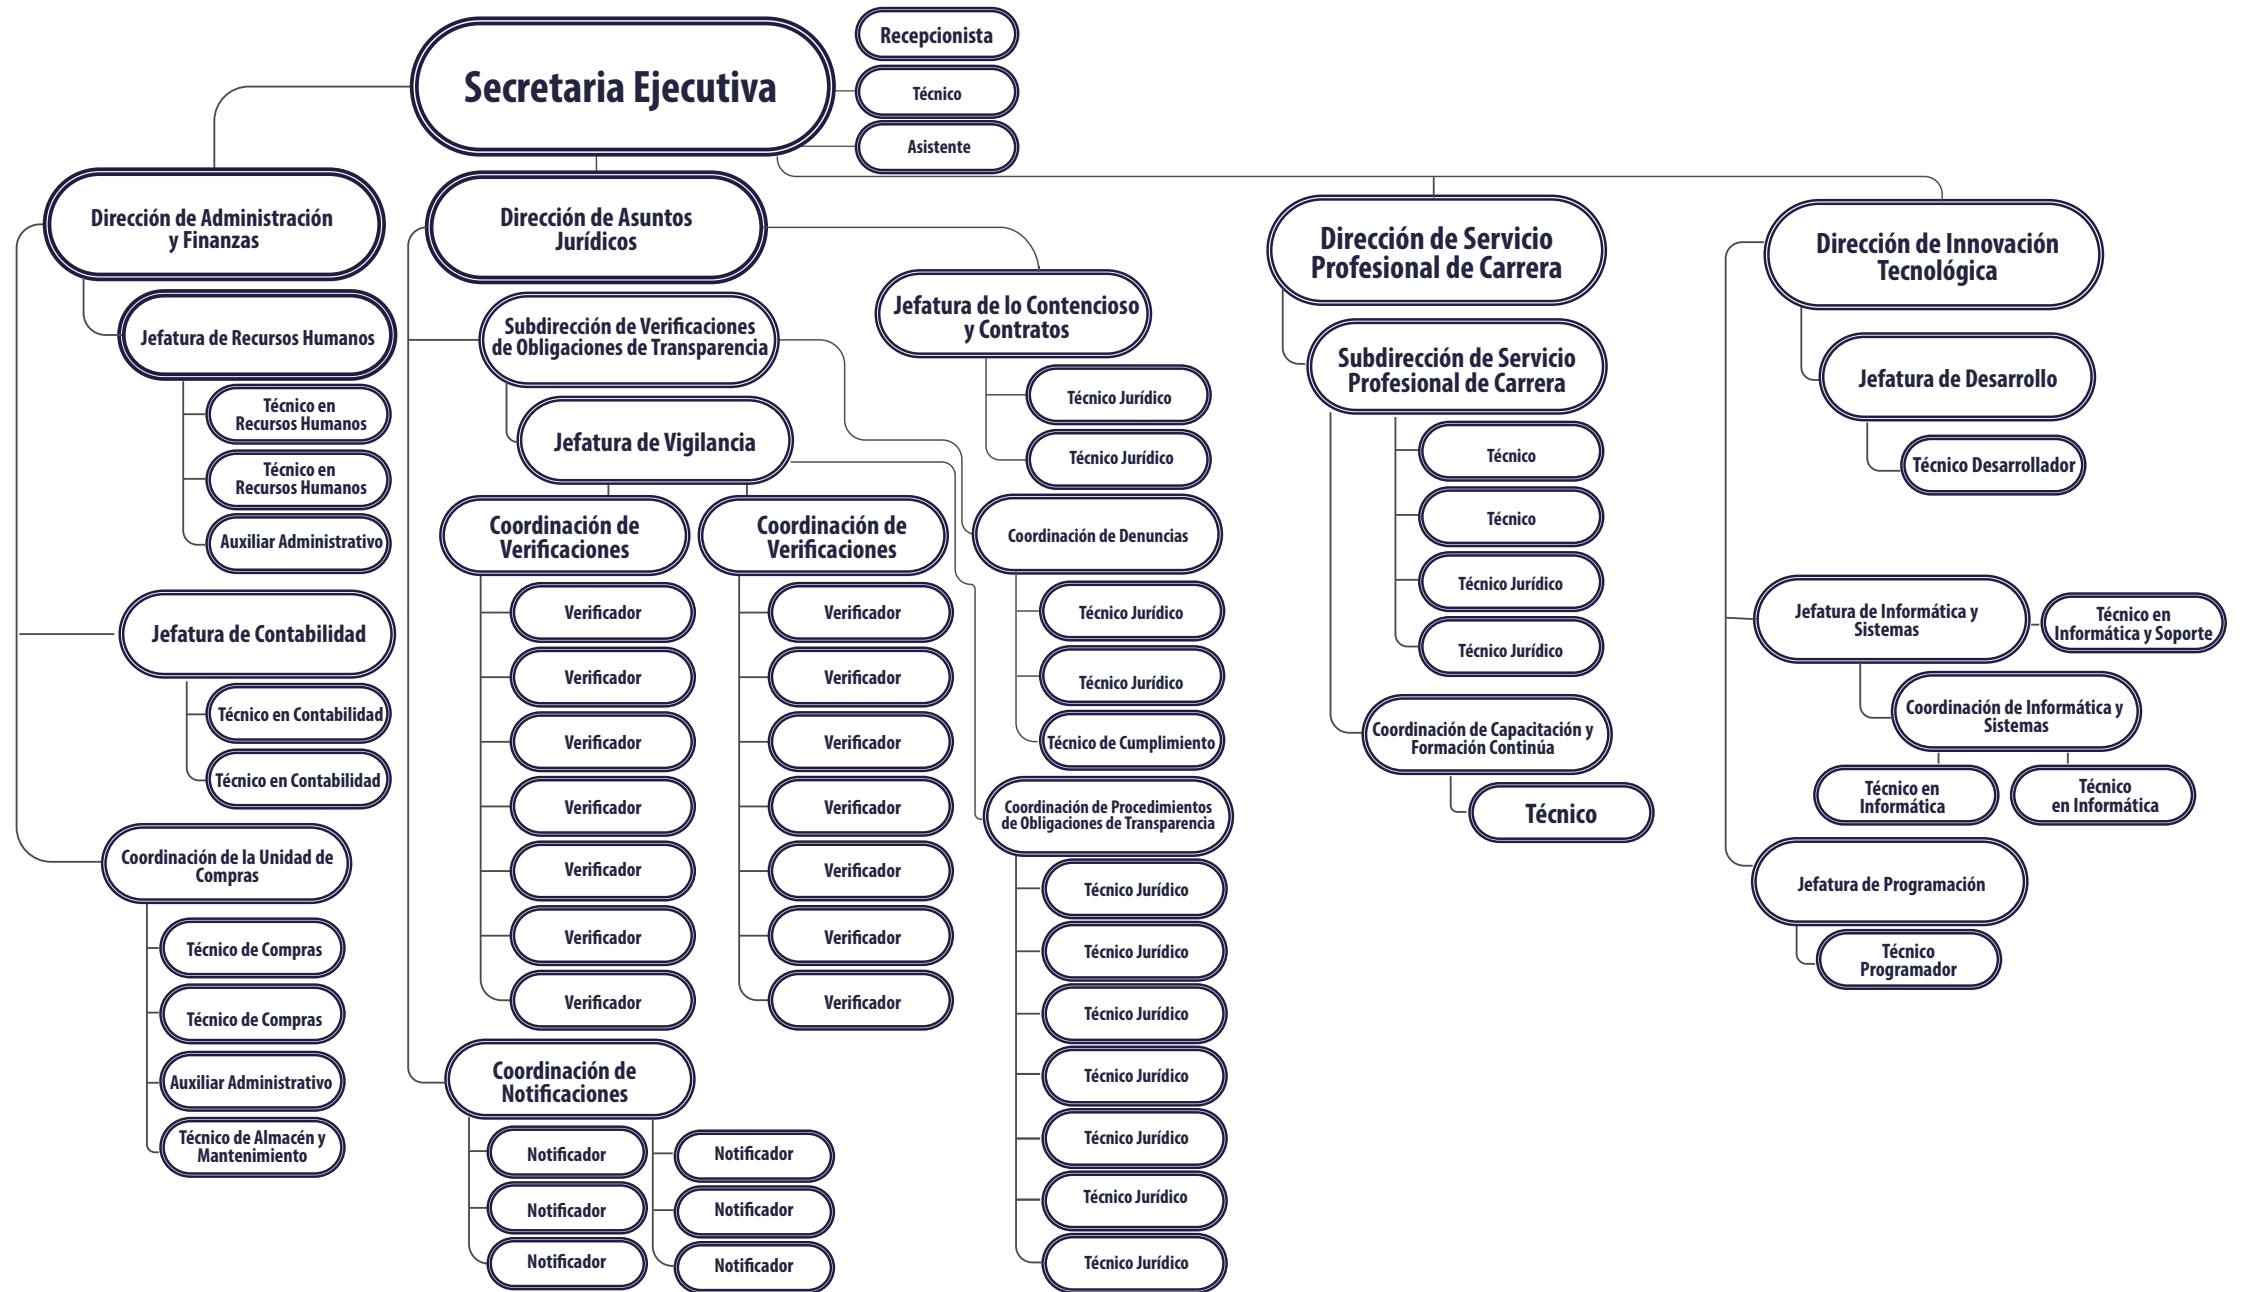 Secretaria Ejecutiva
Recepcionista
Técnico
Asistente
Dirección de Administración
y Finanzas
Jefatura de Recursos Humanos
Técnico en
Recursos Humanos
Técnico en
Recursos Humanos
Auxiliar Administrativo
Jefatura de Contabilidad
Técnico en Contabilidad
Técnico en Contabilidad
Coordinación de la Unidad de
Compras
Técnico de Compras
Técnico de Compras
Auxiliar Administrativo
Técnico de Almacén y
Mantenimiento
Dirección de Asuntos
Jurídicos
Subdirección de Verificaciones
de Obligaciones de Transparencia
Jefatura de Vigilancia
Coordinación de
Verificaciones
Verificador
Verificador
Verificador
Verificador
Verificador
Verificador
Verificador
Coordinación de
Verificaciones
Verificador
Verificador
Verificador
Verificador
Verificador
Verificador
Verificador
Coordinación de
Notificaciones
Notificador
Notificador
Notificador
Notificador
Notificador
Notificador
Jefatura de lo Contencioso
y Contratos
Técnico Jurídico
Técnico Jurídico
Coordinación de Denuncias
Técnico Jurídico
Técnico Jurídico
Técnico de Cumplimiento
Coordinación de Procedimientos
de Obligaciones de Transparencia
Técnico Jurídico
Técnico Jurídico
Técnico Jurídico
Técnico Jurídico
Técnico Jurídico
Técnico Jurídico
Técnico Jurídico
Dirección de Servicio
Profesional de Carrera
Subdirección de Servicio
Profesional de Carrera
Técnico
Técnico
Técnico Jurídico
Técnico Jurídico
Coordinación de Capacitación y
Formación Continúa
Técnico
Dirección de Innovación
Tecnológica
Jefatura de Desarrollo
Técnico Desarrollador
Jefatura de Informática y
Sistemas
Técnico en
Informática y Soporte
Coordinación de Informática y
Sistemas
Técnico en
Informática
Técnico
en Informática
Jefatura de Programación
Técnico
Programador